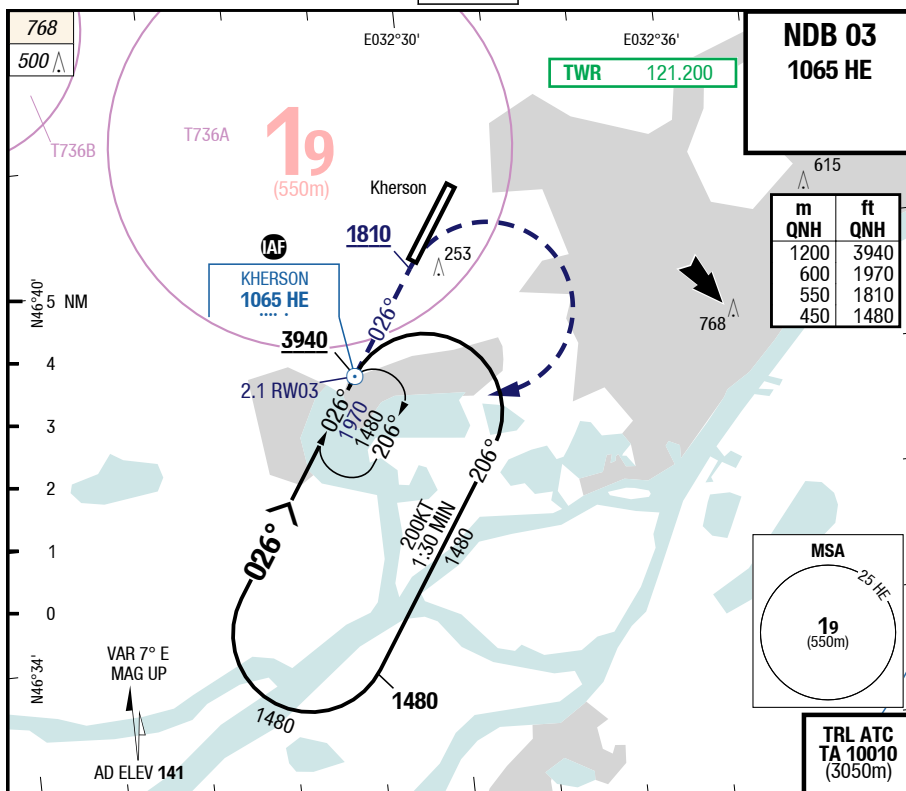 768
500
E032°30'
E032°36'
NDB 03
1065 HE
TWR 121.200
T736B
T736A
19
(550m)
615
Kherson
m ft
QNH QNH
1200 3940
600 1970
550 1810
450 1480
1810
253
IAF
KHERSON
1065 HE
N46°40'
5 NM
026°
768
3940
4
2.1 RW03
3
026°
1970
1480
206°
206°
2
200KT
1:30 MIN
1480
1
026°
0
MSA
25 HE
19
(550m)
N46°34'
VAR 7° E
MAG UP
1480
1480
AD ELEV 141
TRL ATC
TA 10010
(3050m)